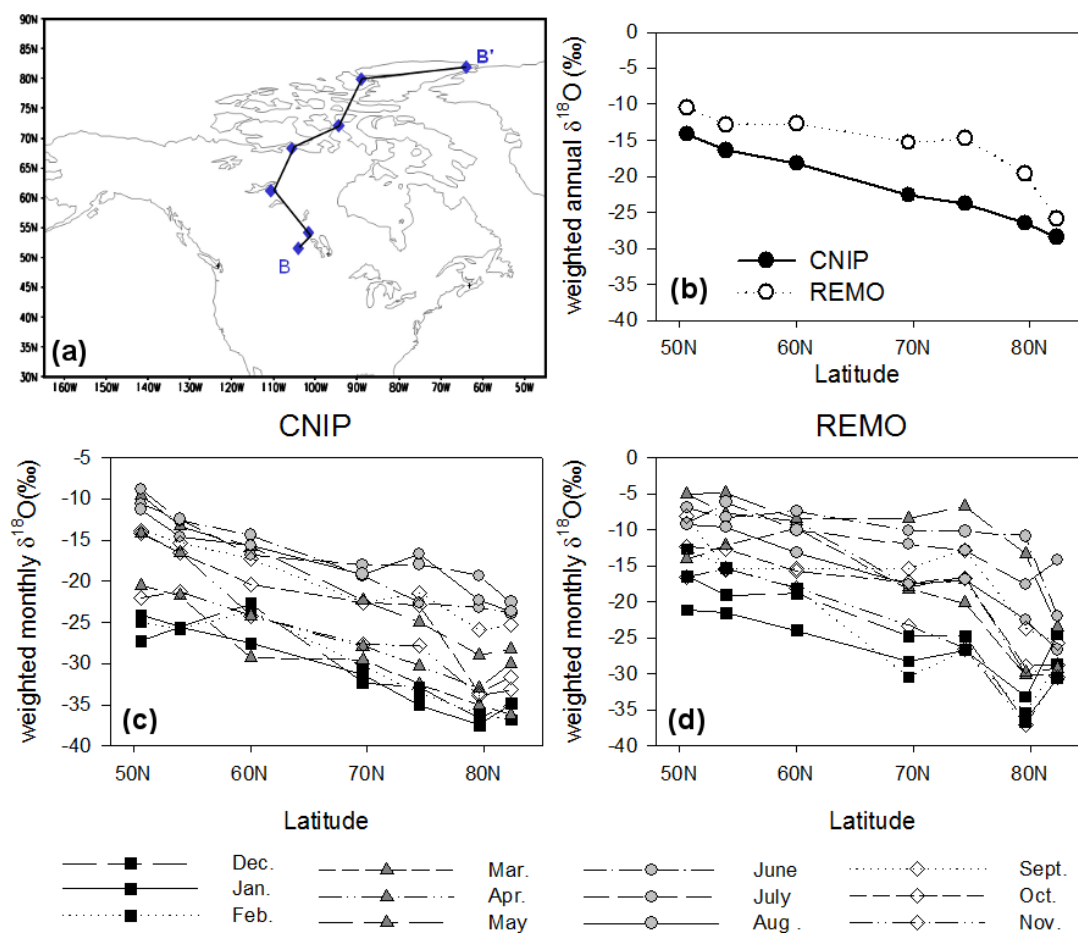 90N
85N
80N
75N
70N
65N
60N
55N
50N
45N
40N
35N
30N
160W 150W 140W 130W 120W 110W 100W 90W 80W 70W 60W 50W
B'
B
(a)
weighted annual δ18O (‰)
0
-5
-10
-15
-20
-25
-30
-35
-40
CNIP
REMO
(b)
50N 60N 70N 80N
Latitude
CNIP
weighted monthly δ18O(‰)
-5
-10
-15
-20
-25
-30
-35
-40
(c)
50N 60N 70N 80N
Latitude
REMO
weighted monthly δ18O(‰)
0
-5
-10
-15
-20
-25
-30
-35
-40
(d)
50N 60N 70N 80N
Latitude
Dec.
Jan.
Feb.
Mar.
Apr.
May
June
July
Aug .
Sept.
Oct.
Nov.